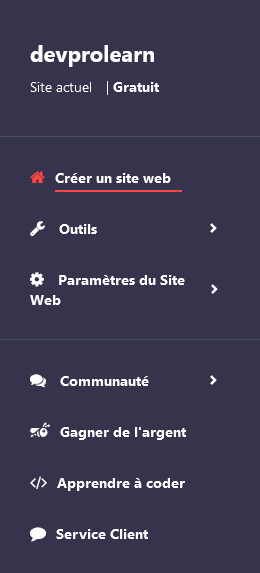 devprolearn
Site actuel | Gratuit
Créer un site web
Outils
Paramètres du Site
Web
Communauté
Gagner de l'argent
Apprendre à coder
Service Client